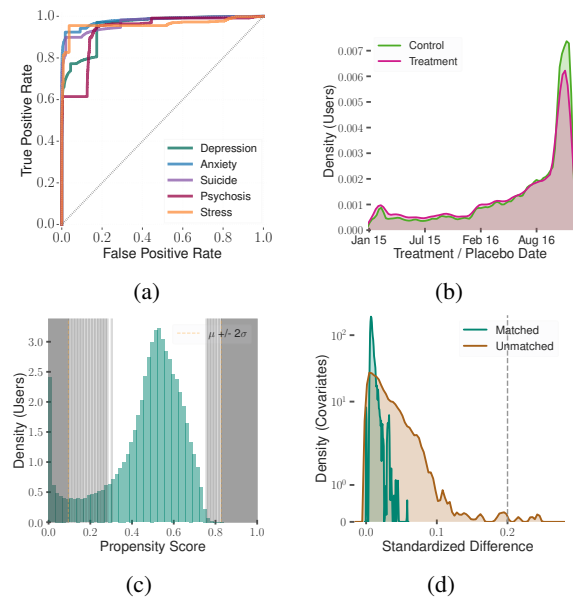 True Positive Rate
1.0
0.8
0.6
0.4
0.2
0.0
0.0
0.2
0.4
0.6
1.0
False Positive Rate
Depression
Anxiety
Suicide
Psychosis
Stress
(a)
Density (Users)
0.007
0.006
0.005
0.004
0.003
0.002
0.001
0.000
Control
Treatment
Jan 15
Jul 15
Feb 16
Aug 16
Treatment / Placebo Date
(b)
Density (Users)
3.0
2.5
2.0
1.5
1.0
0.5
0.0
μ +/- 2σ
0.0
0.2
0.4
0.6
0.8
1.0
Propensity Score
(c)
Density (Covariates)
10²
10¹
10⁰
0
Matched
Unmatched
0.0
0.1
0.2
Standardized Difference
(d)